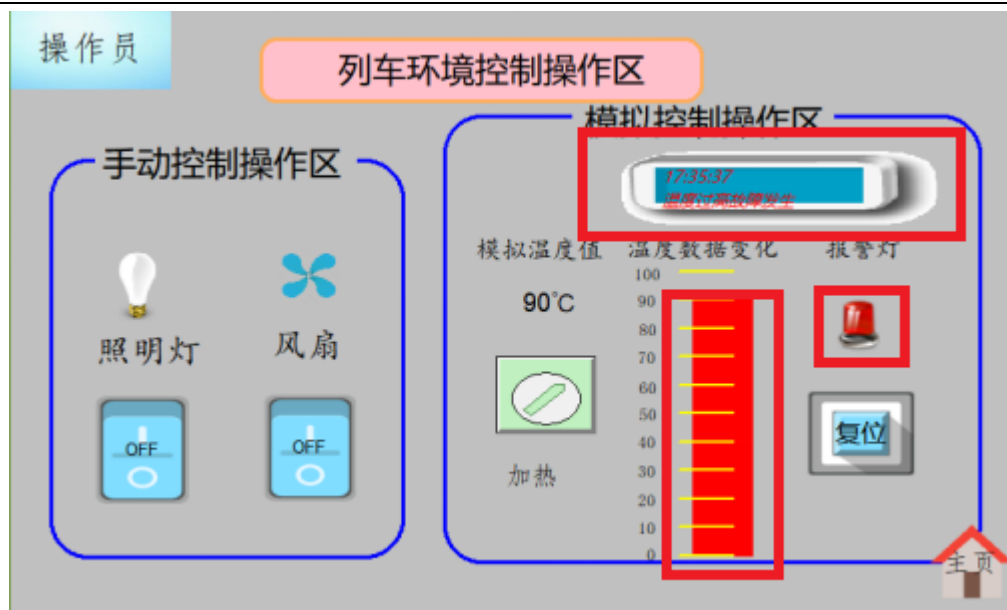 操作员
列车环境控制操作区
模拟控制操作区
手动控制操作区
17:35:37
温度过高故障发生
模拟温度值
温度数据变化
报警灯
90℃
100
90
80
70
60
50
40
30
20
10
0
照明灯
风扇
OFF
OFF
加热
复位
主页